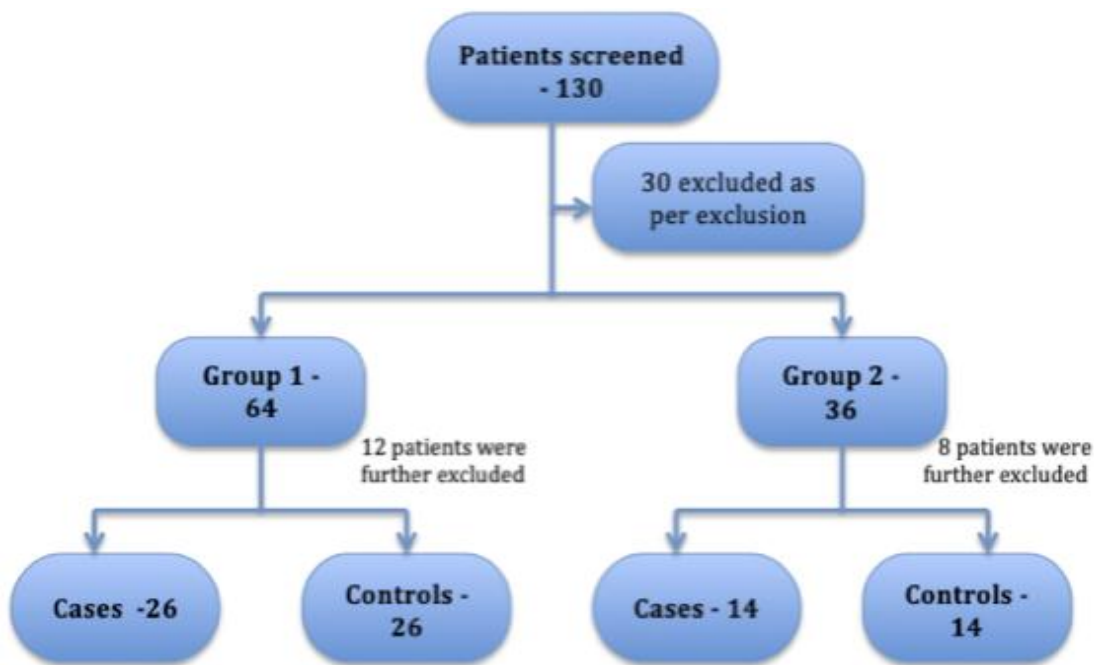 Patients screened
- 130
30 excluded as
per exclusion
Group 1 -
64
Group 2 -
36
12 patients were
further excluded
8 patients were
further excluded
Cases -26
Controls -
26
Cases - 14
Controls -
14